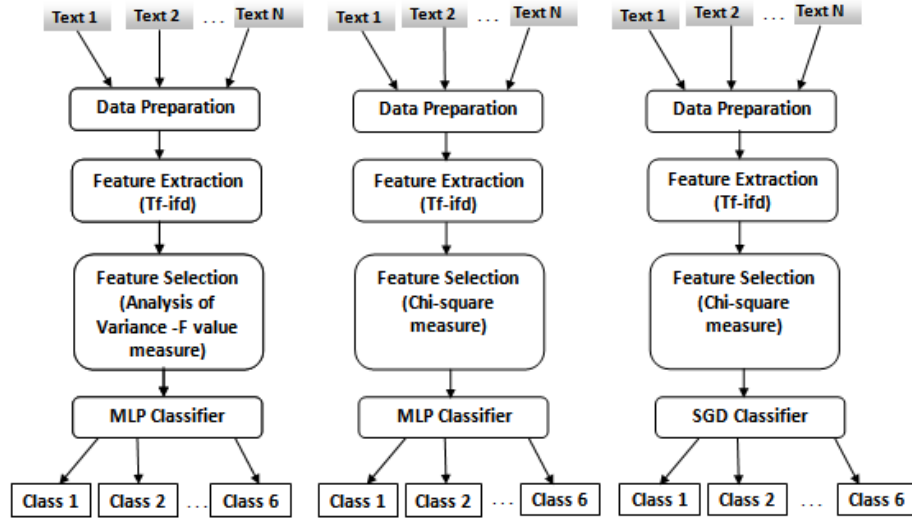 Text 1 Text 2 ... Text N
Data Preparation
Feature Extraction
(Tf-ifd)
Feature Selection
(Analysis of
Variance -F value
measure)
MLP Classifier
Class 1 Class 2 ... Class 6
Text 1 Text 2 ... Text N
Data Preparation
Feature Extraction
(Tf-ifd)
Feature Selection
(Chi-square
measure)
MLP Classifier
Class 1 Class 2 ... Class 6
Text 1 Text 2 ... Text N
Data Preparation
Feature Extraction
(Tf-ifd)
Feature Selection
(Chi-square
measure)
SGD Classifier
Class 1 Class 2 ... Class 6